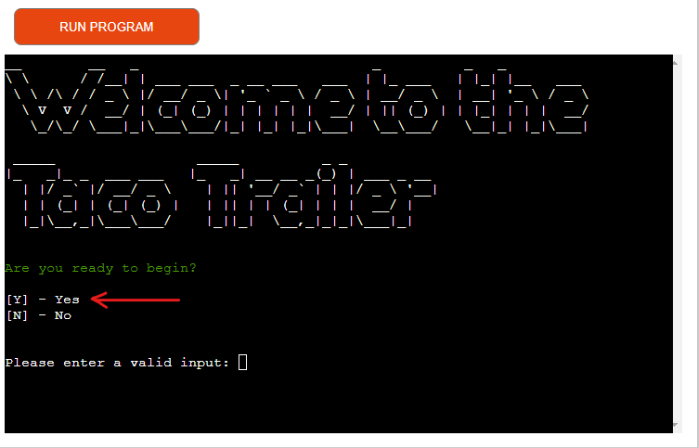 RUN PROGRAM
Welcome to the
Taco Trailer
Are you ready to begin?
[Y] - Yes
[N] - No
Please enter a valid input: